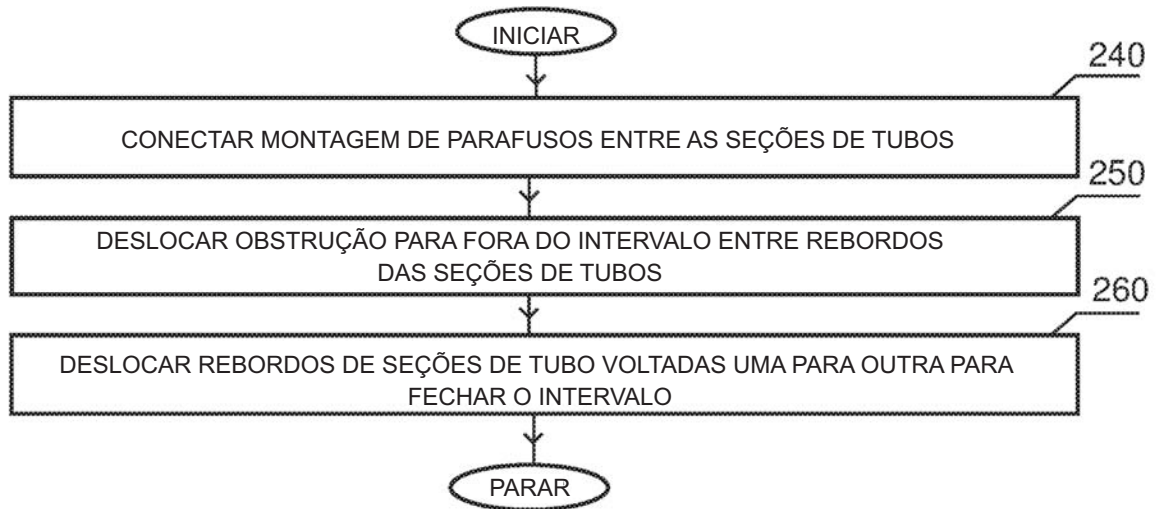 INICIAR
240
CONECTAR MONTAGEM DE PARAFUSOS ENTRE AS SEÇÕES DE TUBOS
250
DESLOCAR OBSTRUÇÃO PARA FORA DO INTERVALO ENTRE REBORDOS
DAS SEÇÕES DE TUBOS
260
DESLOCAR REBORDOS DE SEÇÕES DE TUBO VOLTADAS UMA PARA OUTRA PARA
FECHAR O INTERVALO
PARAR